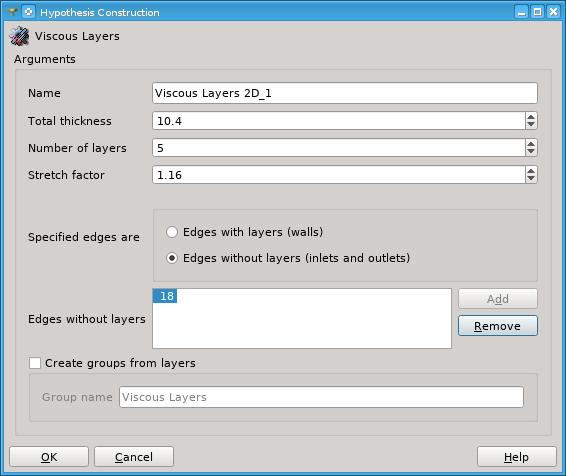 Hypothesis Construction
Viscous Layers
Arguments
Name Viscous Layers 2D_1
Total thickness 10.4
Number of layers 5
Stretch factor 1.16
Specified edges are
Edges with layers (walls)
Edges without layers (inlets and outlets)
Edges without layers
18
Add
Remove
Create groups from layers
Group name Viscous Layers
OK Cancel Help